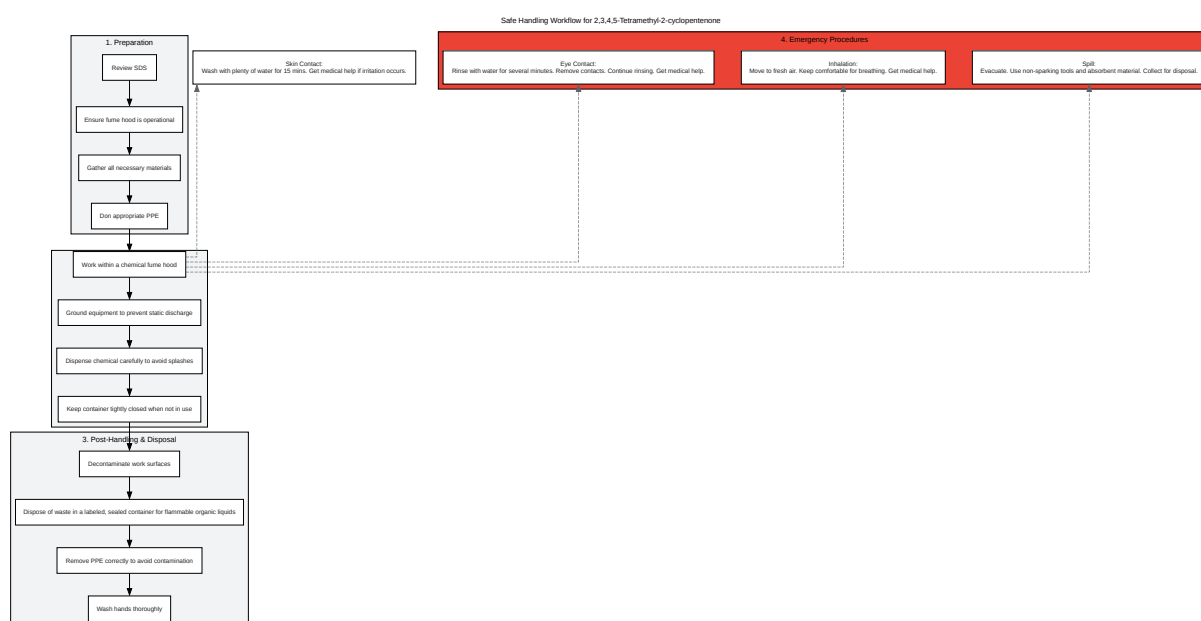 Safe Handling Workflow for 2,3,4,5-Tetramethyl-2-cyclopentenone
1. Preparation
Review SDS
Ensure fume hood is operational
Gather all necessary materials
Don appropriate PPE
Work within a chemical fume hood
Ground equipment to prevent static discharge
Dispense chemical carefully to avoid splashes
Keep container tightly closed when not in use
3. Post-Handling & Disposal
Decontaminate work surfaces
Dispose of waste in a labeled, sealed container for flammable organic liquids
Remove PPE correctly to avoid contamination
Wash hands thoroughly
Skin Contact:
Wash with plenty of water for 15 mins. Get medical help if irritation occurs.
4. Emergency Procedures
Eye Contact:
Rinse with water for several minutes. Remove contacts. Continue rinsing. Get medical help.
Inhalation:
Move to fresh air. Keep comfortable for breathing. Get medical help.
Spill:
Evacuate. Use non-sparking tools and absorbent material. Collect for disposal.